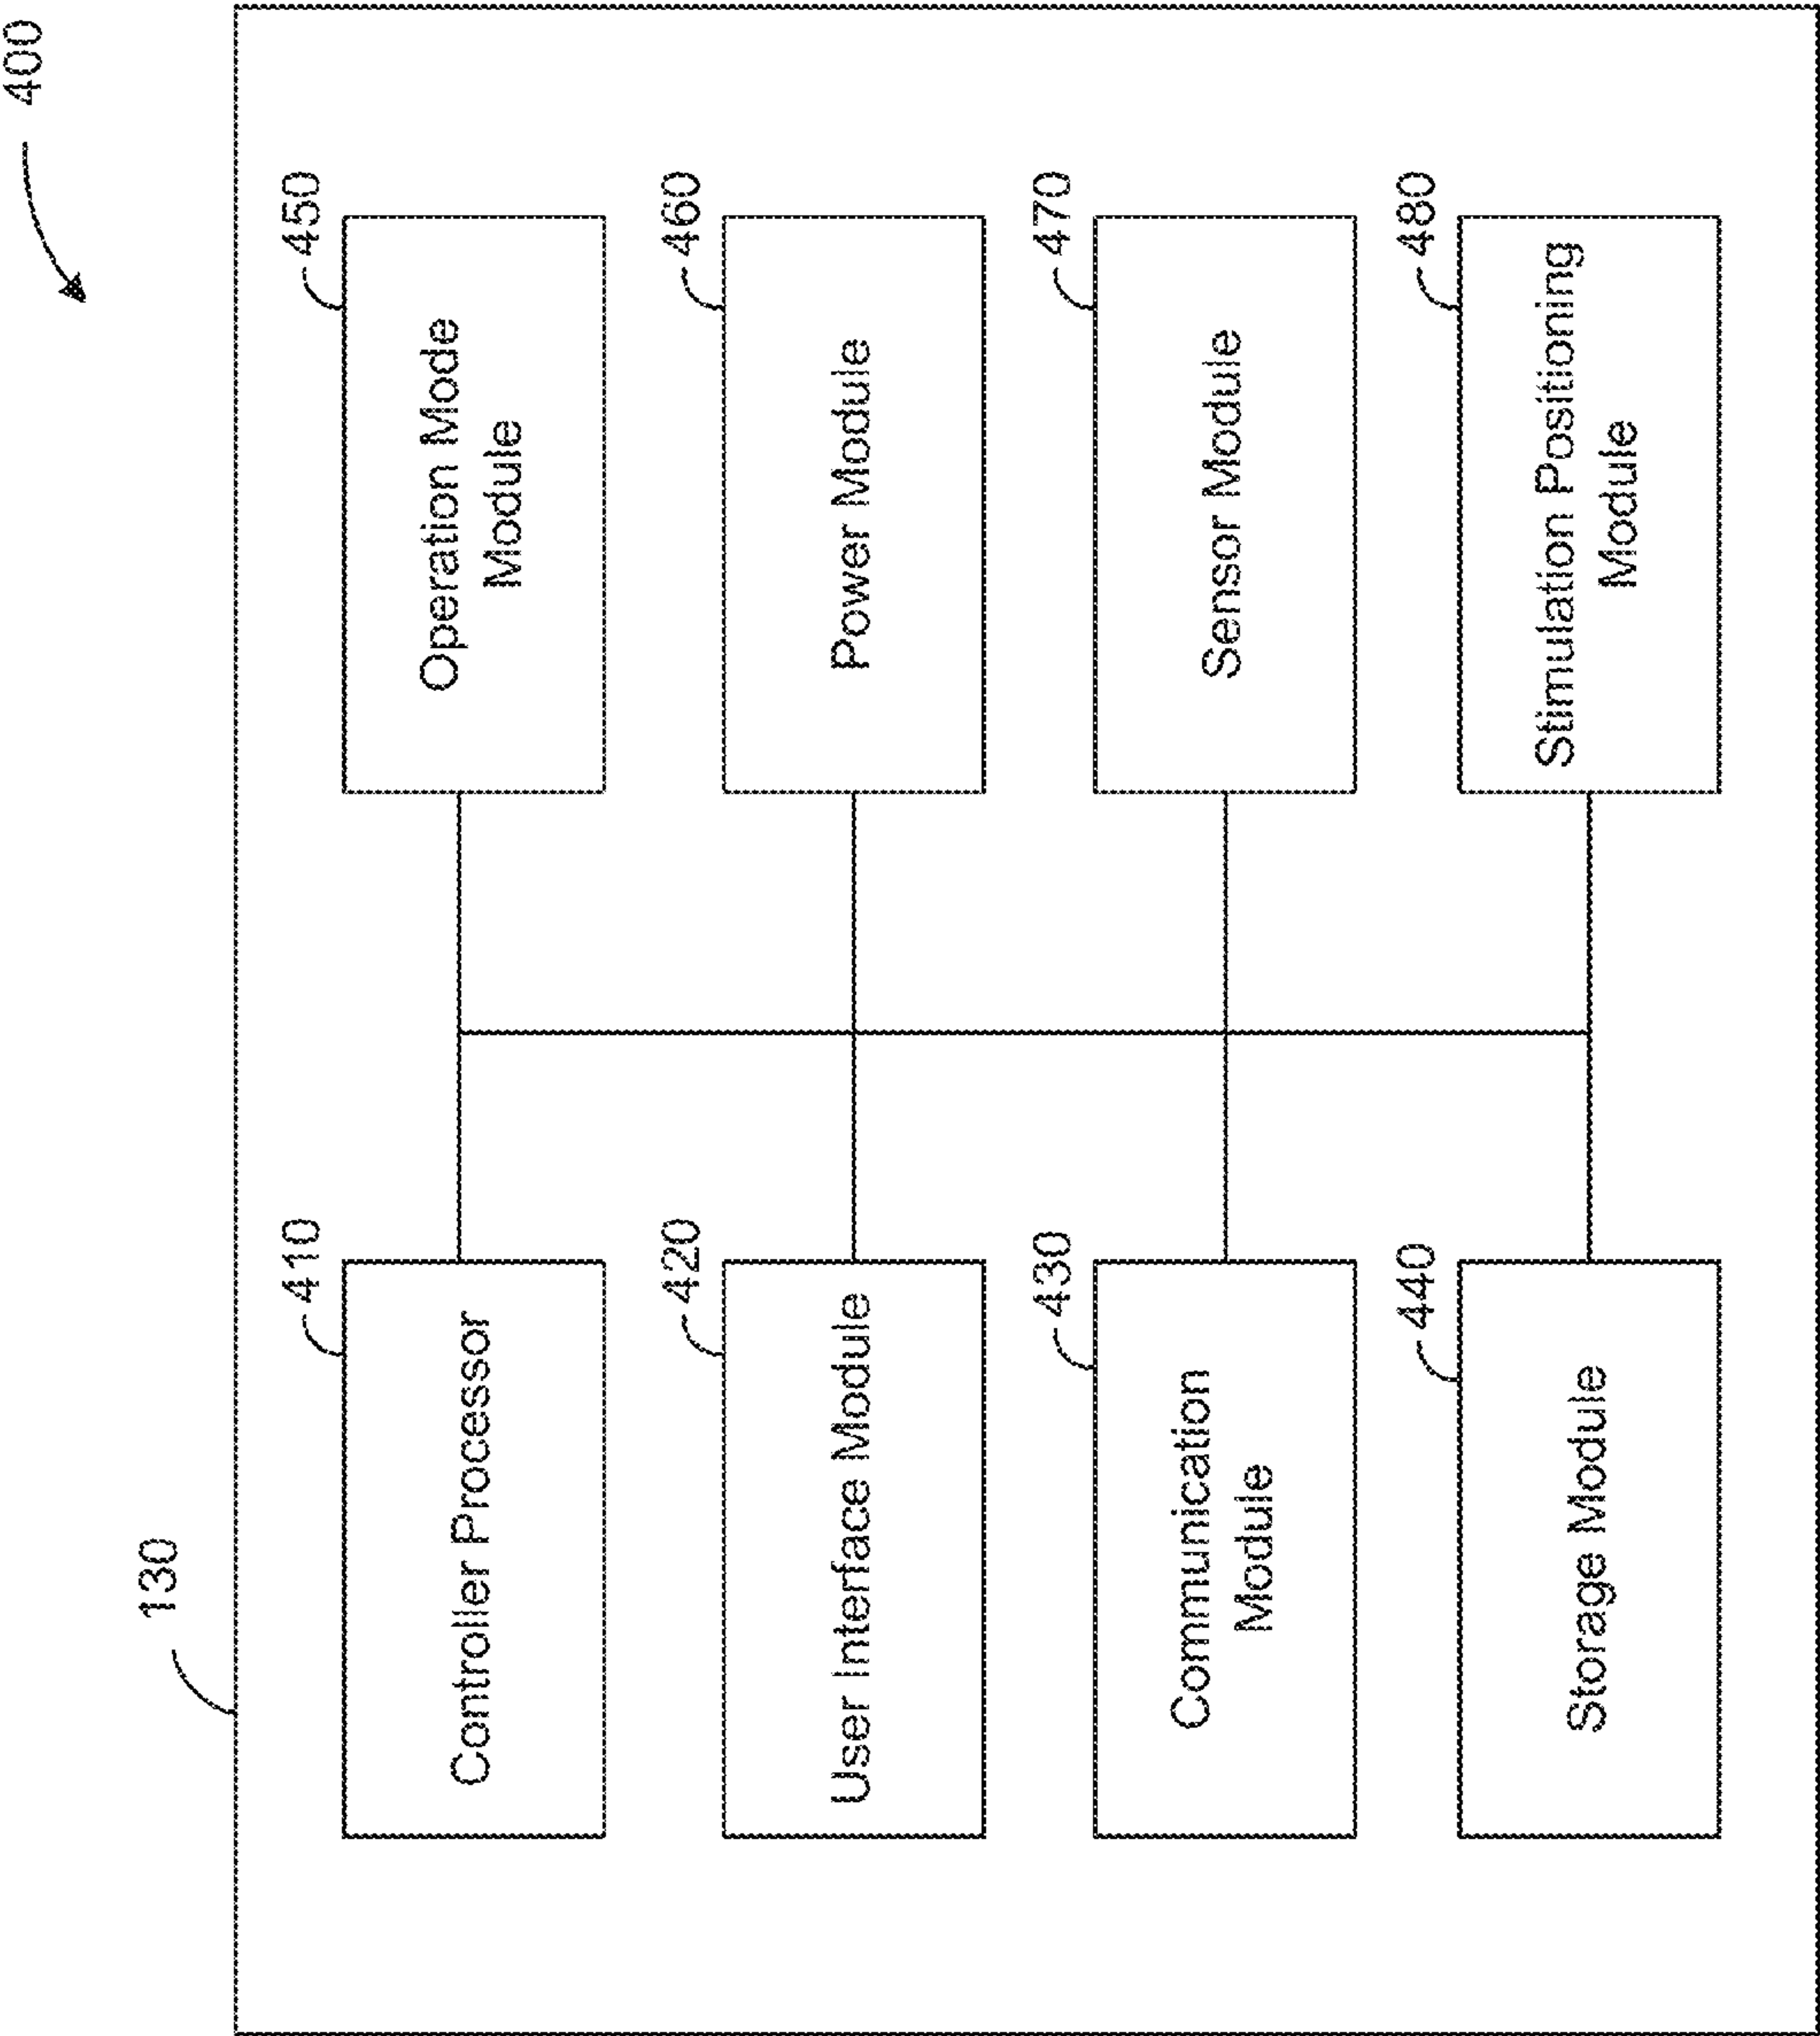 400
130
410
Controller Processor
450
Operation Mode
Module
420
User Interface Module
460
Power Module
430
Communication
Module
470
Sensor Module
440
Storage Module
480
Stimulation Positioning
Module